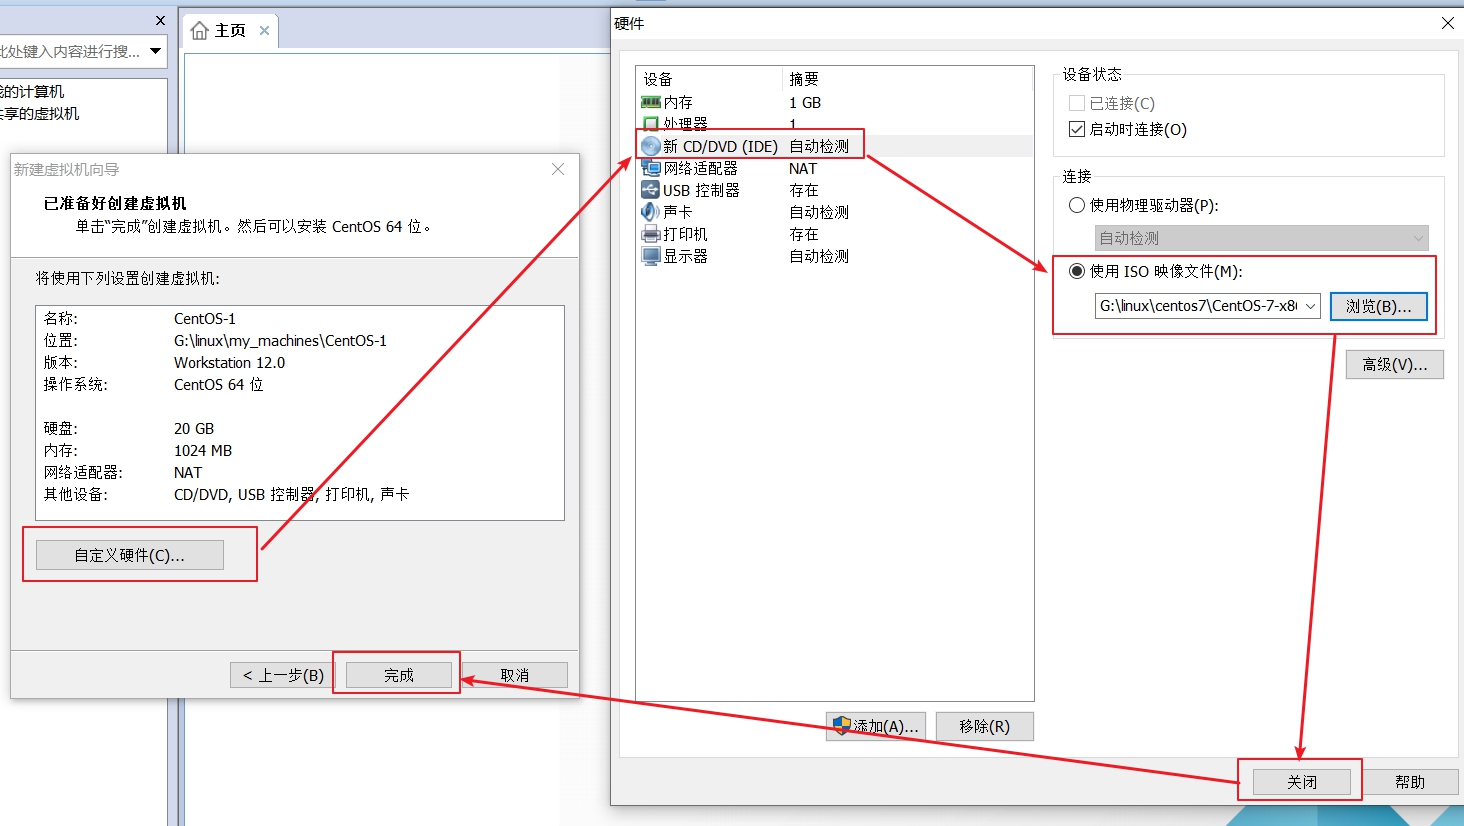 主页
此处键入内容进行搜...
我的计算机
共享的虚拟机
新建虚拟机向导
已准备好创建虚拟机
单击“完成”创建虚拟机。然后可以安装 CentOS 64 位。
将使用下列设置创建虚拟机:
名称: CentOS-1
位置: G:\linux\my_machines\CentOS-1
版本: Workstation 12.0
操作系统: CentOS 64 位
硬盘: 20 GB
内存: 1024 MB
网络适配器: NAT
其他设备: CD/DVD, USB 控制器, 打印机, 声卡
自定义硬件(C)...
< 上一步(B) 完成 取消
硬件
设备 摘要
内存 1 GB
处理器 1
新 CD/DVD (IDE) 自动检测
网络适配器 NAT
USB 控制器 存在
声卡 自动检测
打印机 存在
显示器 自动检测
添加(A)... 移除(R)
设备状态
已连接(C)
启动时连接(O)
连接
使用物理驱动器(P):
自动检测
使用 ISO 映像文件(M):
G:\linux\centos7\CentOS-7-x8 浏览(B)...
高级(V)...
关闭 帮助